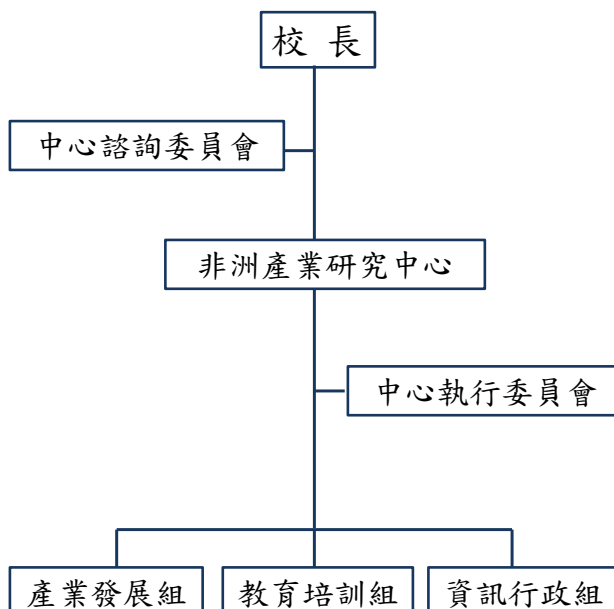 校 長
中心諮詢委員會
非洲產業研究中心
中心執行委員會
產業發展組
教育培訓組
資訊行政組